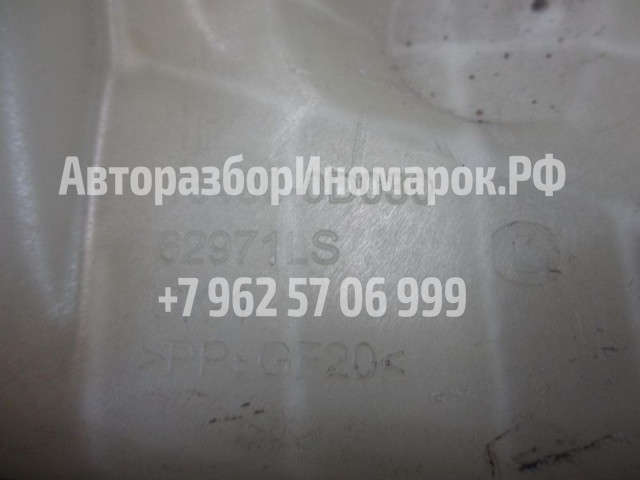 АвторазборИномарок.РФ
62971LS
+7 962 57 06 999
>PP-GF20<